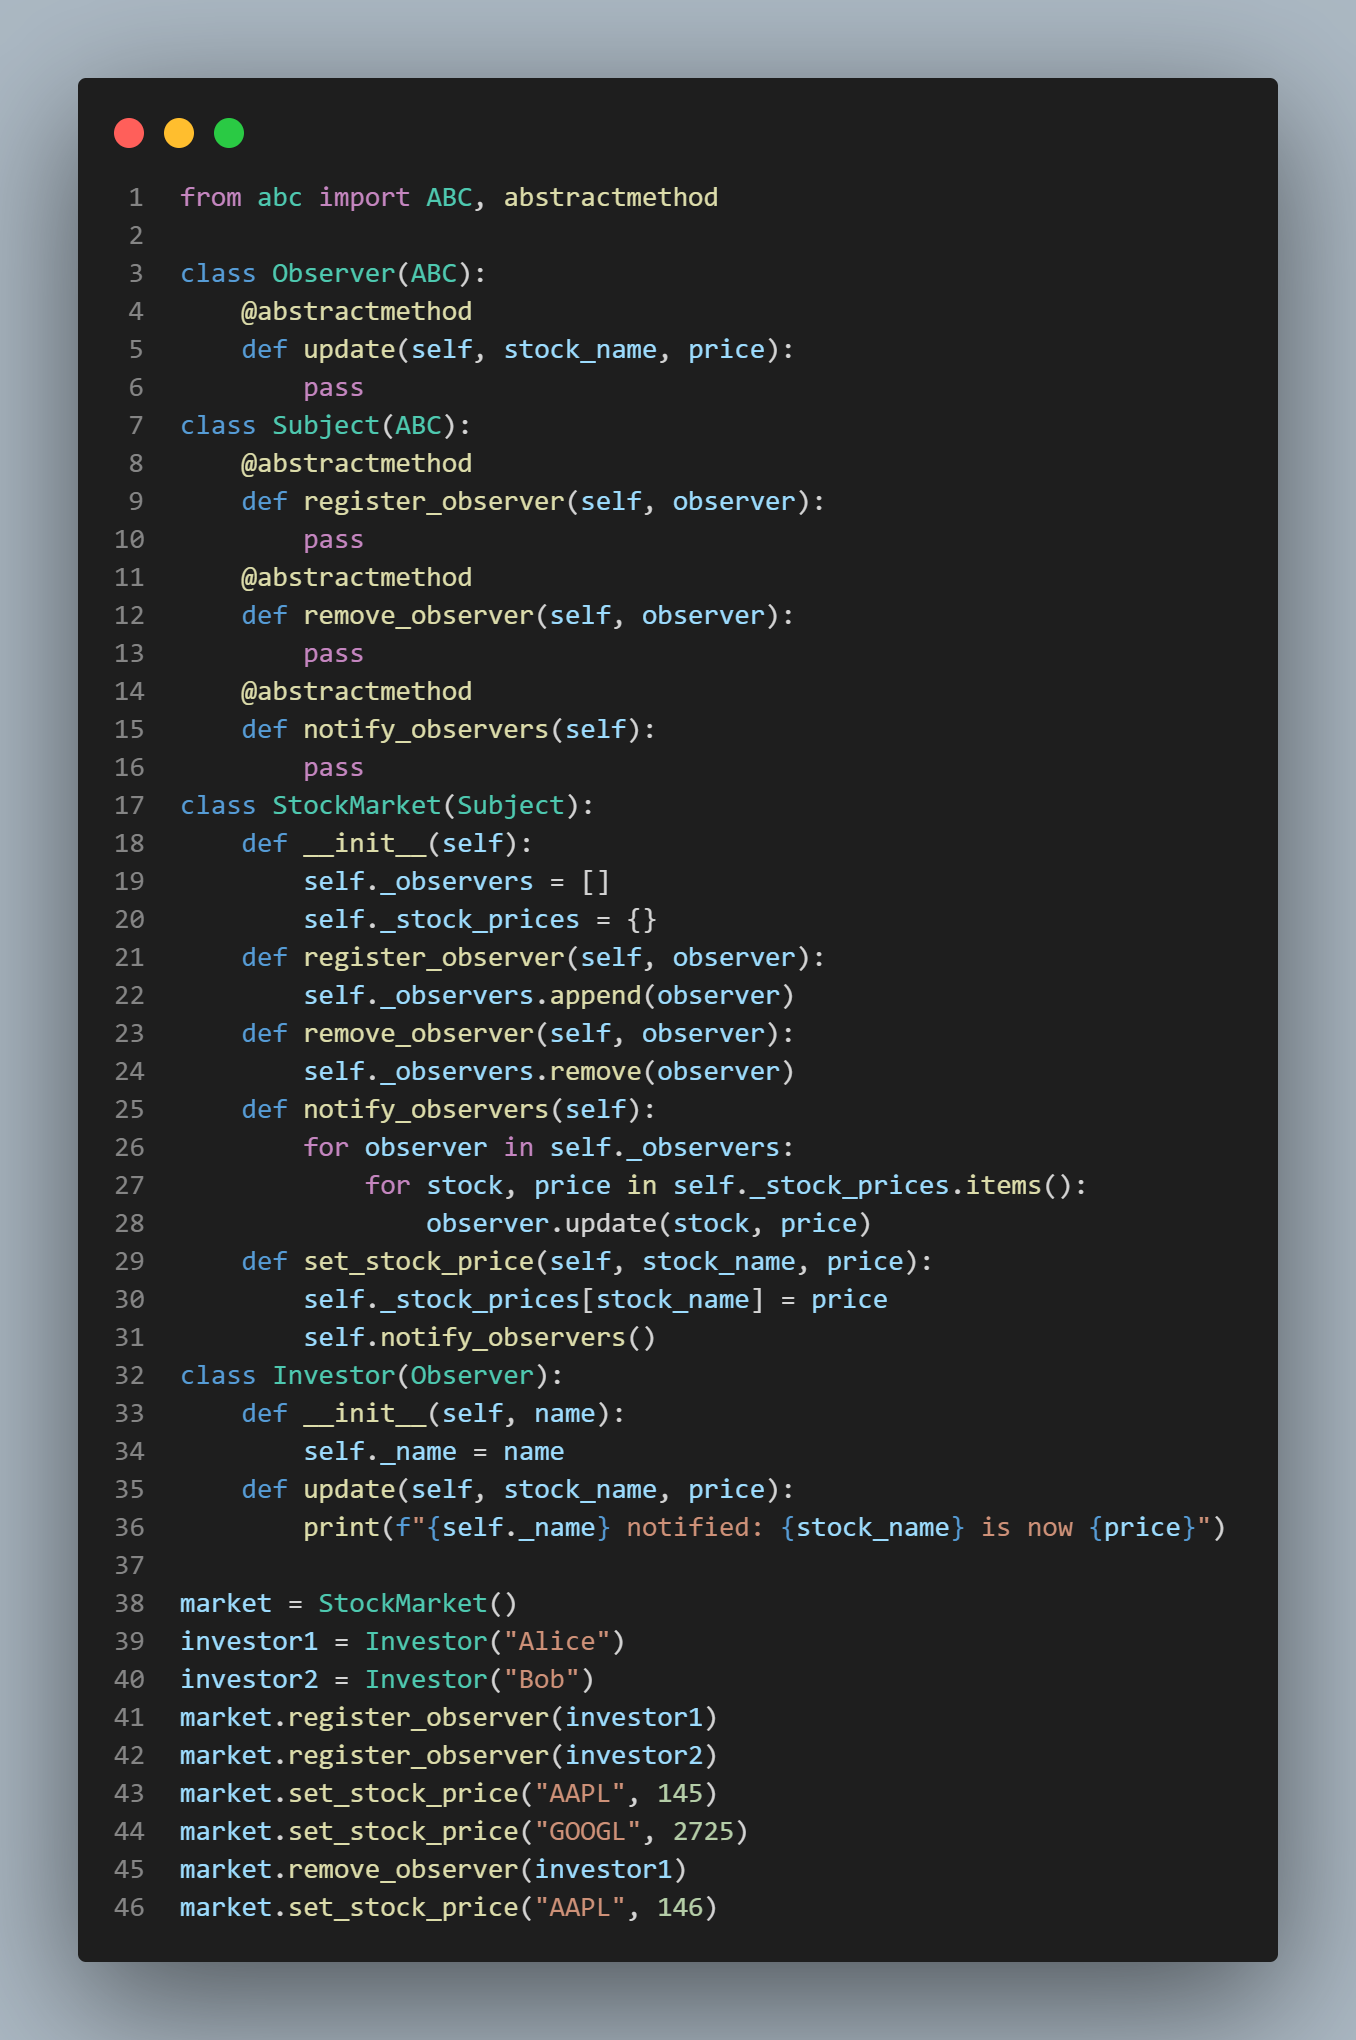 1 from abc import ABC, abstractmethod
2
3 class Observer(ABC):
4     @abstractmethod
5     def update(self, stock_name, price):
6         pass
7 class Subject(ABC):
8     @abstractmethod
9     def register_observer(self, observer):
10         pass
11     @abstractmethod
12     def remove_observer(self, observer):
13         pass
14     @abstractmethod
15     def notify_observers(self):
16         pass
17 class StockMarket(Subject):
18     def __init__(self):
19         self._observers = []
20         self._stock_prices = {}
21     def register_observer(self, observer):
22         self._observers.append(observer)
23     def remove_observer(self, observer):
24         self._observers.remove(observer)
25     def notify_observers(self):
26         for observer in self._observers:
27             for stock, price in self._stock_prices.items():
28                 observer.update(stock, price)
29     def set_stock_price(self, stock_name, price):
30         self._stock_prices[stock_name] = price
31         self.notify_observers()
32 class Investor(Observer):
33     def __init__(self, name):
34         self._name = name
35     def update(self, stock_name, price):
36         print(f"{self._name} notified: {stock_name} is now {price}")
37
38 market = StockMarket()
39 investor1 = Investor("Alice")
40 investor2 = Investor("Bob")
41 market.register_observer(investor1)
42 market.register_observer(investor2)
43 market.set_stock_price("AAPL", 145)
44 market.set_stock_price("GOOGL", 2725)
45 market.remove_observer(investor1)
46 market.set_stock_price("AAPL", 146)